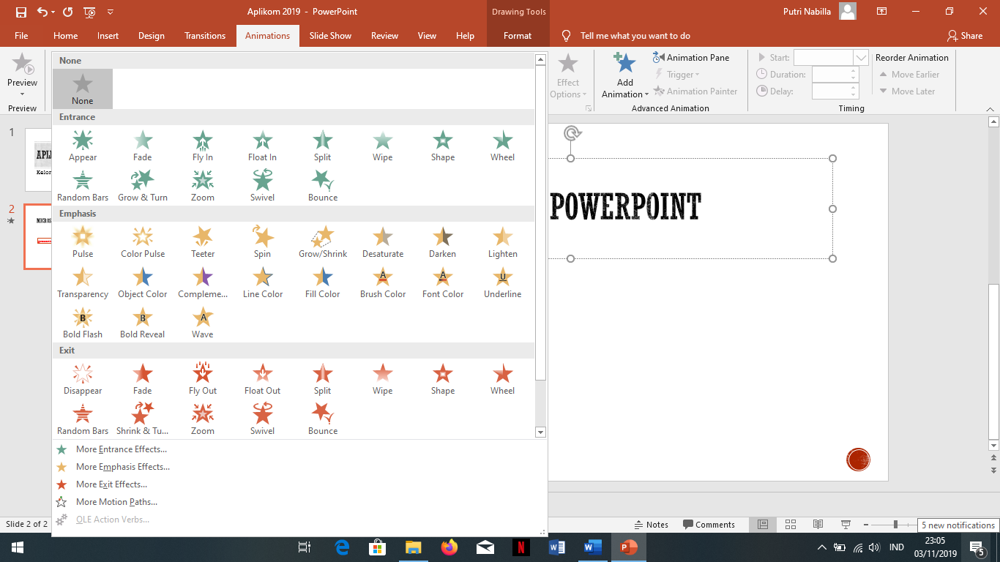 Aplikom 2019 - PowerPoint
Drawing Tools
Putri Nabilla
File Home Insert Design Transitions Animations Slide Show Review View Help Format Tell me what you want to do Share
Preview
Preview
None
None
Entrance
Appear Fade Fly In Float In Split Wipe Shape Wheel
Random Bars Grow & Turn Zoom Swivel Bounce
Emphasis
Pulse Color Pulse Teeter Spin Grow/Shrink Desaturate Darken Lighten
Transparency Object Color Compleme... Line Color Fill Color Brush Color Font Color Underline
Bold Flash Bold Reveal Wave
Exit
Disappear Fade Fly Out Float Out Split Wipe Shape Wheel
Random Bars Shrink & Tu... Zoom Swivel Bounce
More Entrance Effects...
More Emphasis Effects...
More Exit Effects...
More Motion Paths...
OLE Action Verbs...
Effect
Options
Add
Animation
Animation Pane
Trigger
Animation Painter
Advanced Animation
Start:
Duration:
Delay:
Reorder Animation
Move Earlier
Move Later
Timing
1
APLI
Kelor
2
MICROS
POWERPOINT
Slide 2 of 2
Notes Comments
5 new notifications
IND
23:05
03/11/2019
5